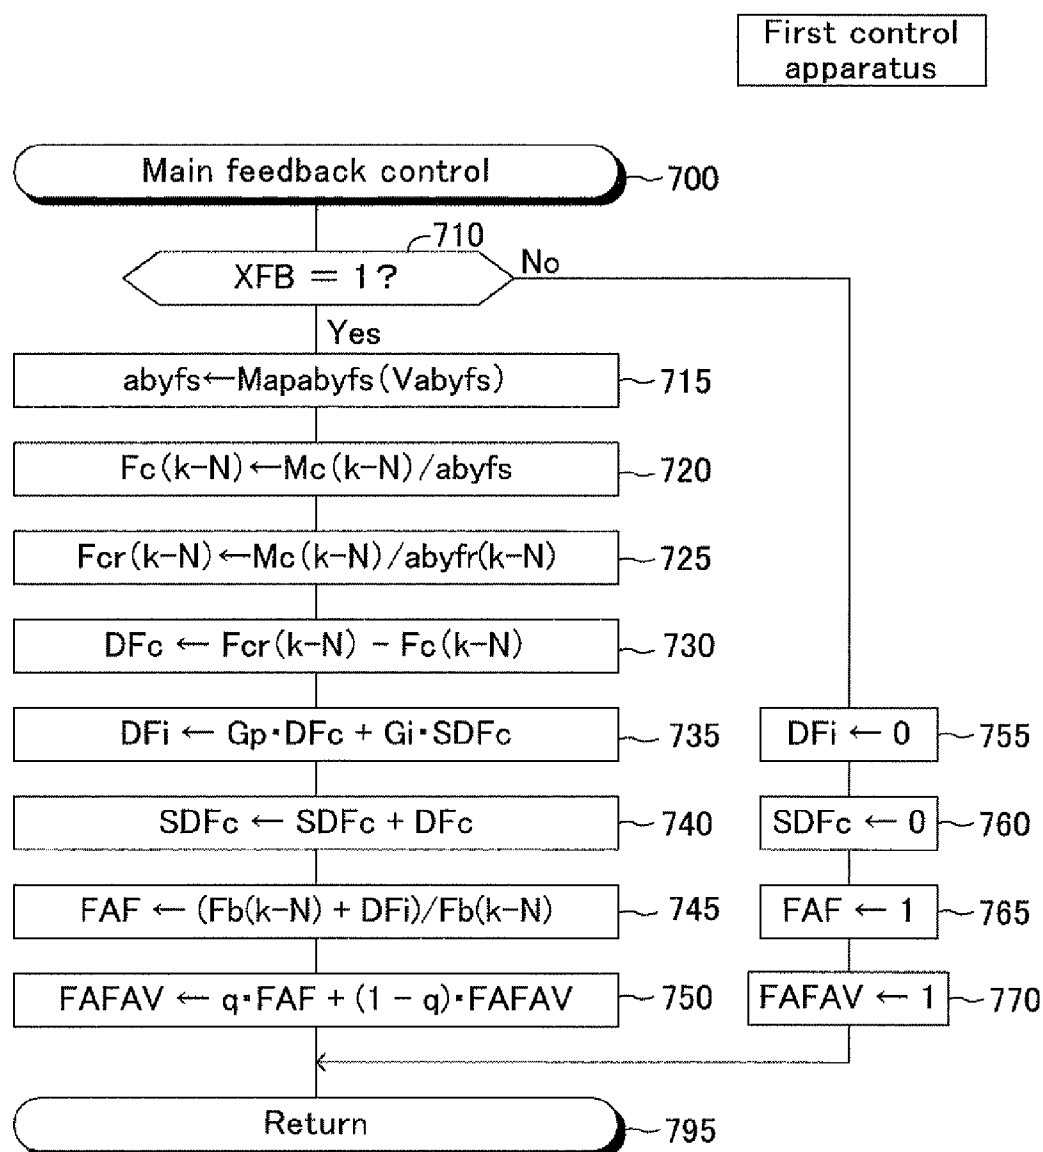 First control
apparatus
Main feedback control
700
710
XFB = 1?
No
Yes
abyfs←Mapabyfs(Vabyfs)
715
Fc(k-N)←Mc(k-N)/abyfs
720
Fcr(k-N)←Mc(k-N)/abyfr(k-N)
725
DFc ← Fcr(k-N) - Fc(k-N)
730
DFi ← Gp·DFc + Gi·SDFc
735
DFi ← 0
755
SDFc ← SDFc + DFc
740
SDFc ← 0
760
FAF ← (Fb(k-N) + DFi)/Fb(k-N)
745
FAF ← 1
765
FAFAV ← q·FAF + (1 - q)·FAFAV
750
FAFAV ← 1
770
Return
795